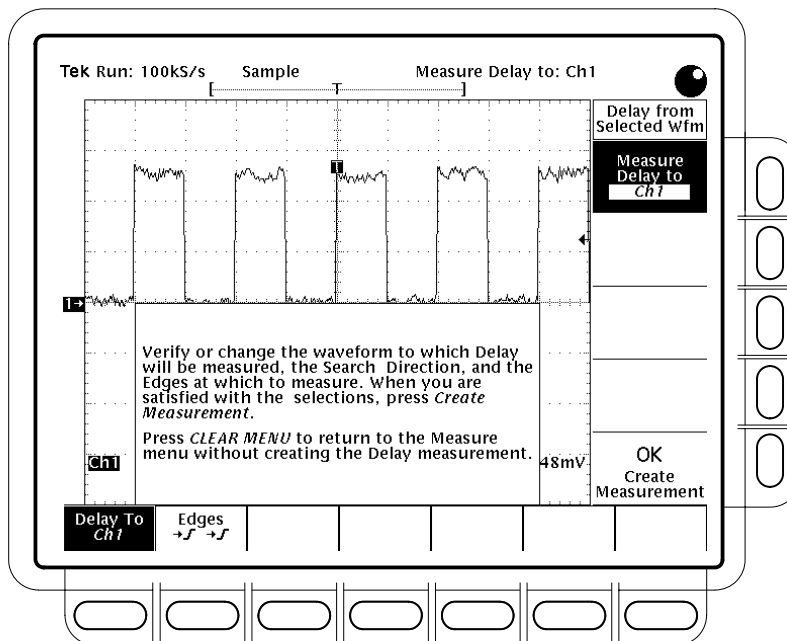 Tek Run: 100kS/s Sample Measure Delay to: Ch1
[ T ]
Delay from
Selected Wfm
Measure
Delay to
Ch1
T
1→
Verify or change the waveform to which Delay
will be measured, the Search Direction, and the
Edges at which to measure. When you are
satisfied with the selections, press Create
Measurement.
Press CLEAR MENU to return to the Measure
menu without creating the Delay measurement.
Ch1
48mV
OK
Create
Measurement
Delay To
Ch1
Edges